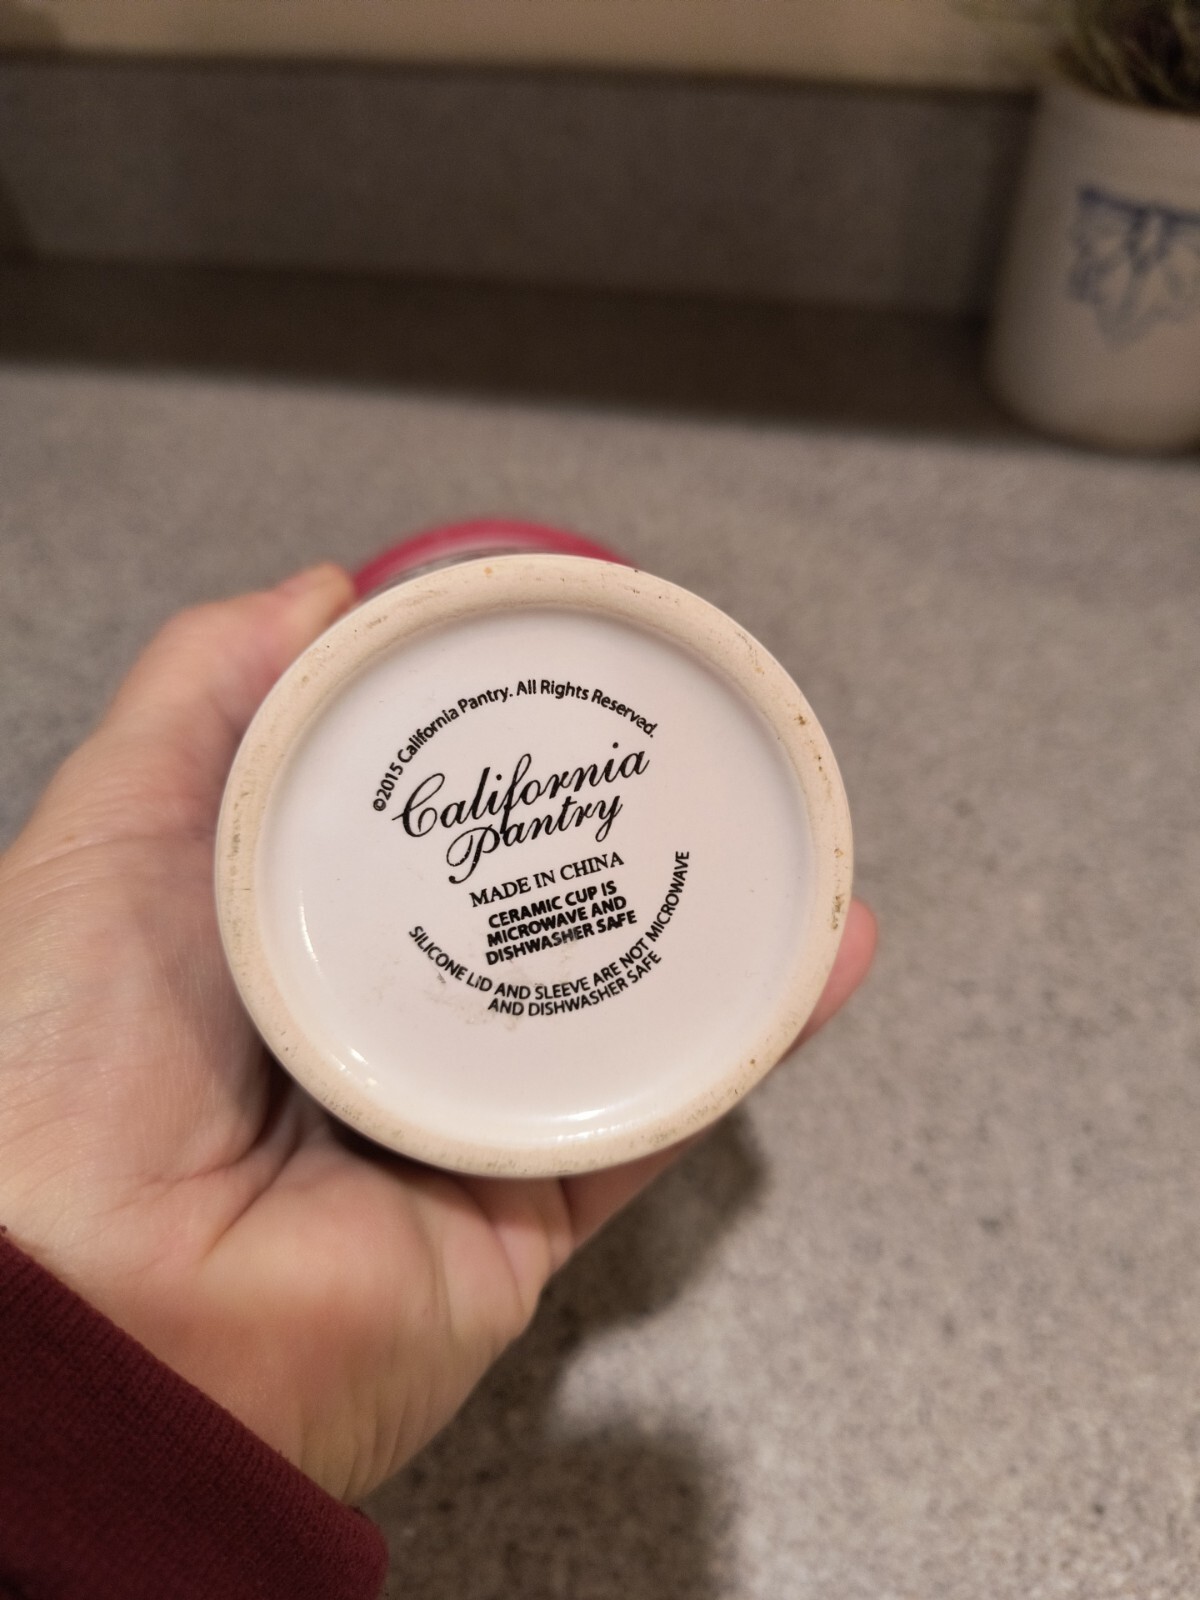 ©2015 California Pantry. All Rights Reserved.
California
Pantry
MADE IN CHINA
CERAMIC CUP IS
MICROWAVE AND
DISHWASHER SAFE
SILICONE LID AND SLEEVE ARE NOT MICROWAVE
AND DISHWASHER SAFE